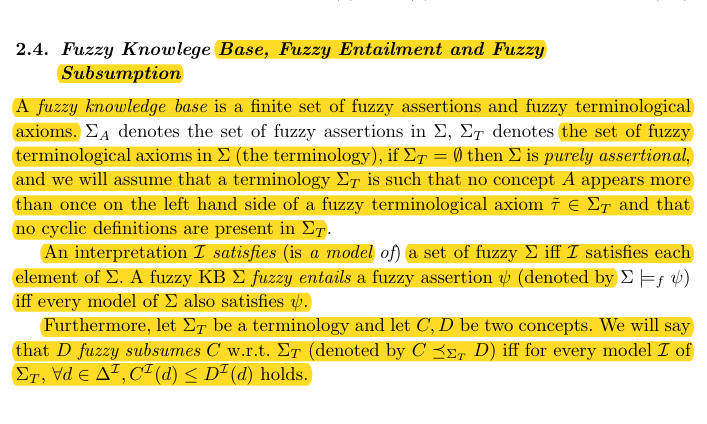 2.4. Fuzzy Knowlege Base, Fuzzy Entailment and Fuzzy
Subsumption
A fuzzy knowledge base is a finite set of fuzzy assertions and fuzzy terminological
axioms. Σ_A denotes the set of fuzzy assertions in Σ, Σ_T denotes the set of fuzzy
terminological axioms in Σ (the terminology), if Σ_T = ∅ then Σ is purely assertional,
and we will assume that a terminology Σ_T is such that no concept A appears more
than once on the left hand side of a fuzzy terminological axiom τ̃ ∈ Σ_T and that
no cyclic definitions are present in Σ_T.
An interpretation ℐ satisfies (is a model of) a set of fuzzy Σ iff ℐ satisfies each
element of Σ. A fuzzy KB Σ fuzzy entails a fuzzy assertion ψ (denoted by Σ ⊨_f ψ)
iff every model of Σ also satisfies ψ.
Furthermore, let Σ_T be a terminology and let C, D be two concepts. We will say
that D fuzzy subsumes C w.r.t. Σ_T (denoted by C ⪯_{Σ_T} D) iff for every model ℐ of
Σ_T, ∀d ∈ Δ^ℐ, C^ℐ(d) ≤ D^ℐ(d) holds.